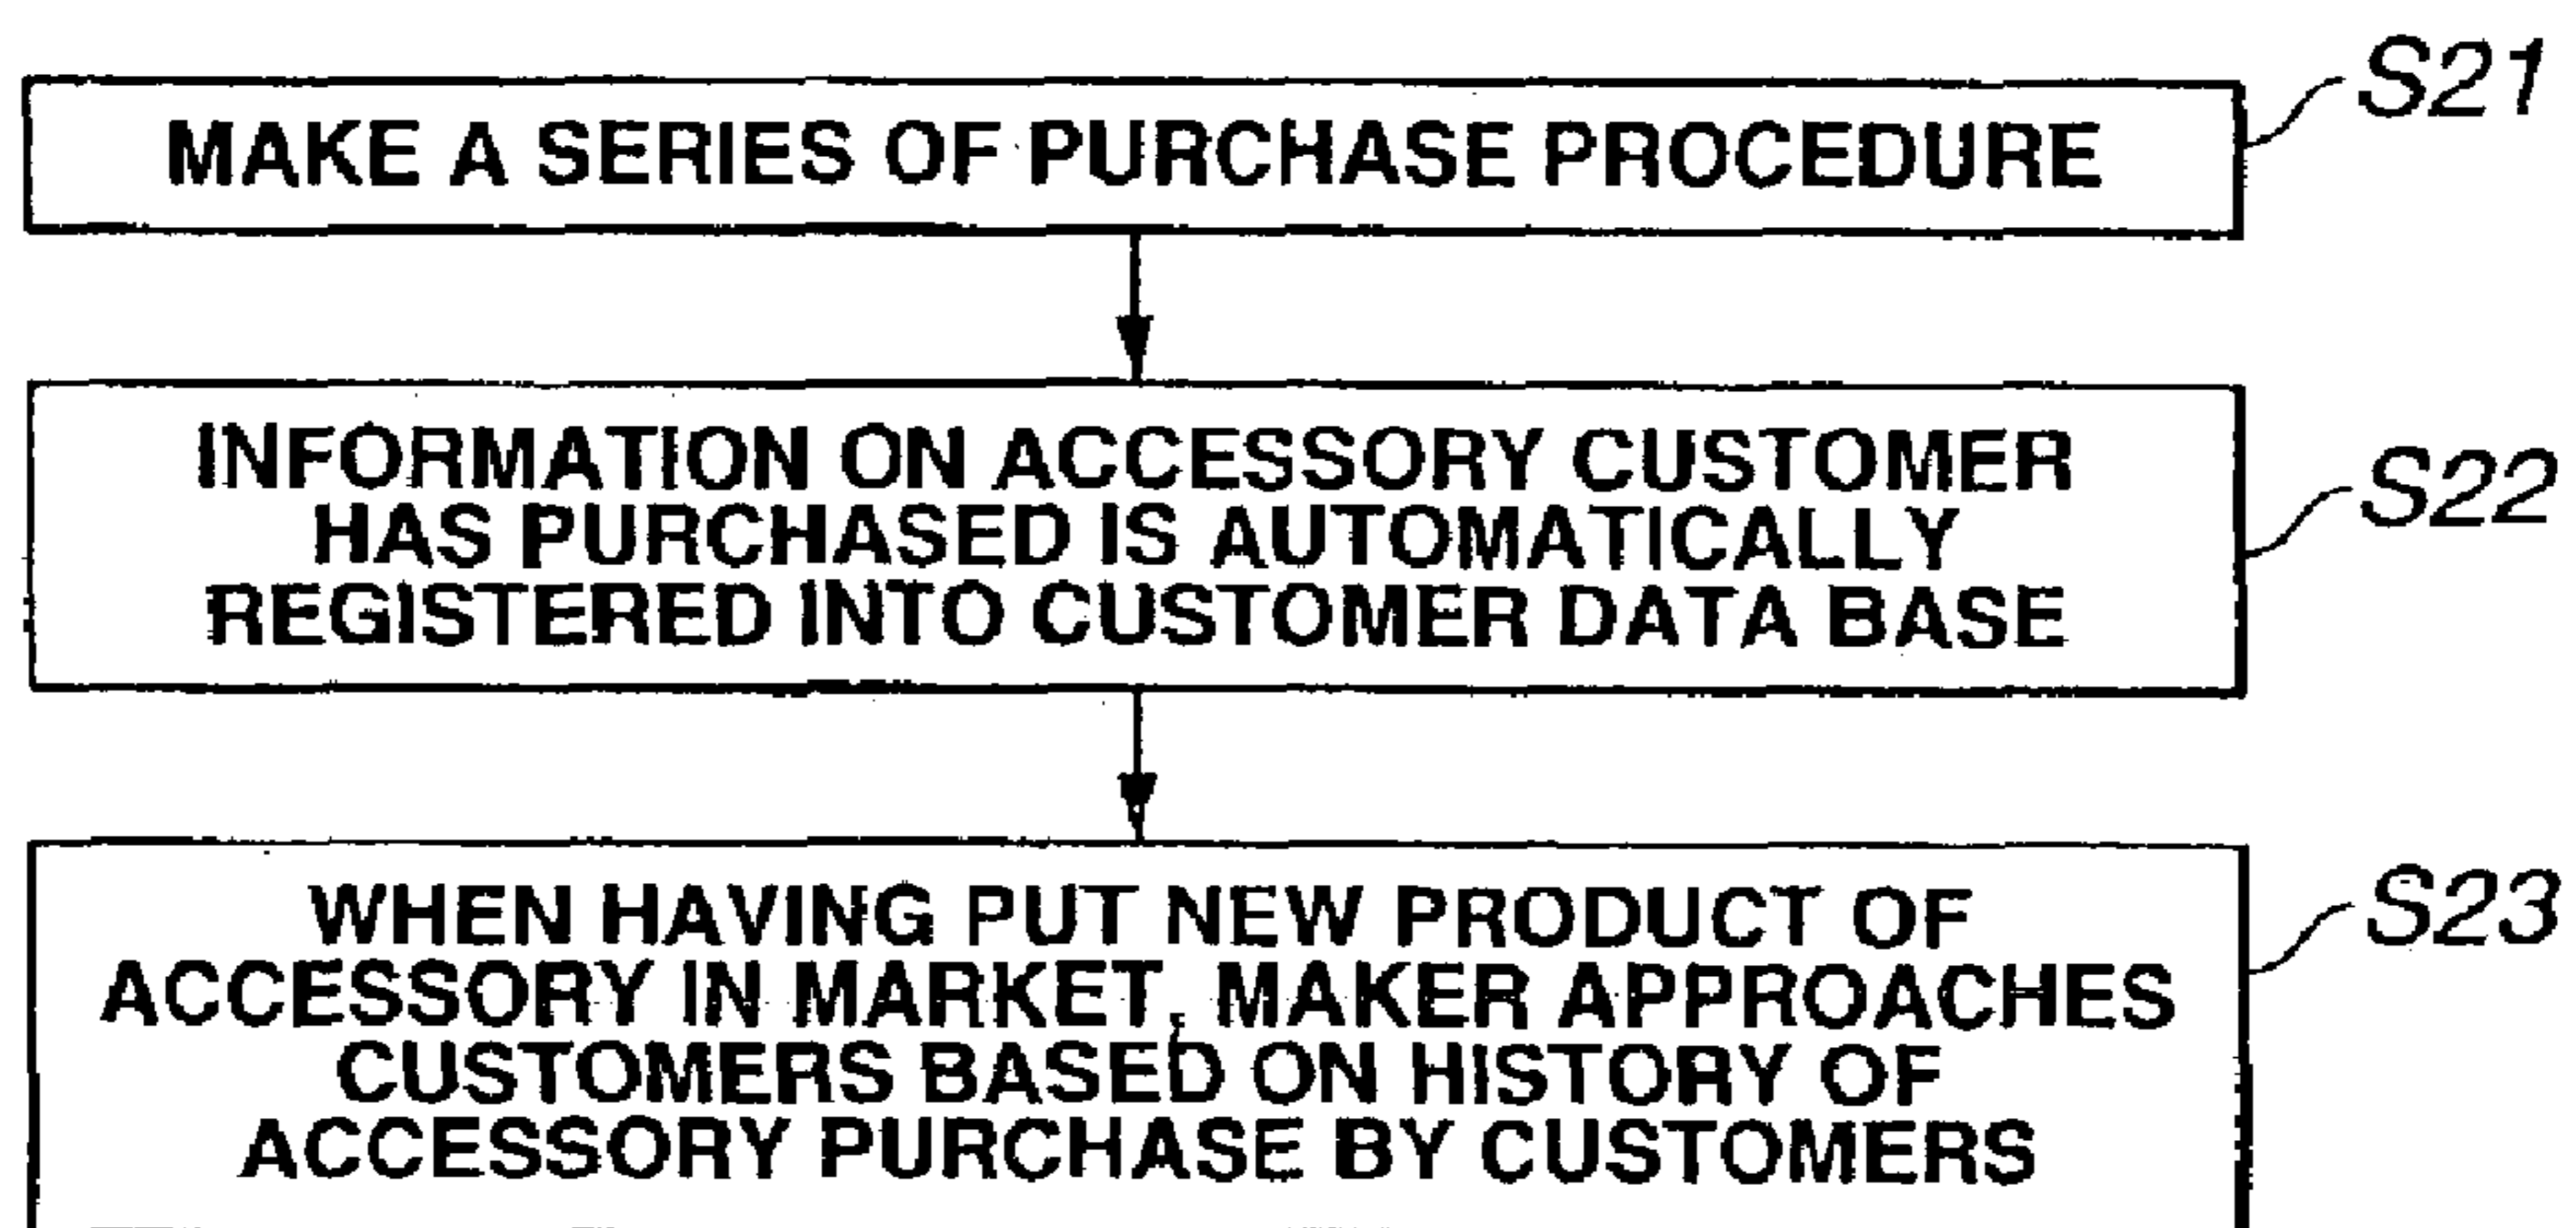 MAKE A SERIES OF PURCHASE PROCEDURE
S21
INFORMATION ON ACCESSORY CUSTOMER
HAS PURCHASED IS AUTOMATICALLY
REGISTERED INTO CUSTOMER DATA BASE
S22
WHEN HAVING PUT NEW PRODUCT OF
ACCESSORY IN MARKET, MAKER APPROACHES
CUSTOMERS BASED ON HISTORY OF
ACCESSORY PURCHASE BY CUSTOMERS
S23